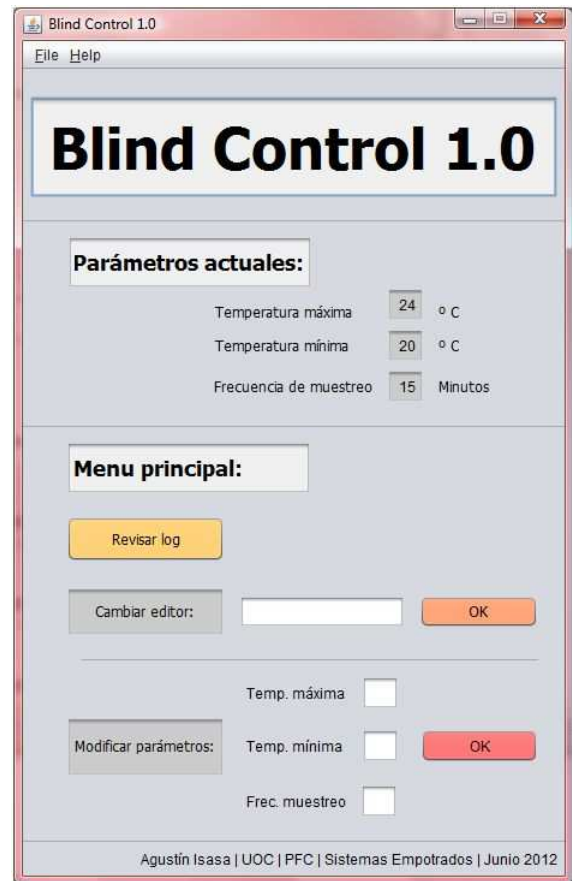 Blind Control 1.0
File Help
Blind Control 1.0
Parámetros actuales:
Temperatura máxima 24 º C
Temperatura mínima 20 º C
Frecuencia de muestreo 15 Minutos
Menu principal:
Revisar log
Cambiar editor: OK
Temp. máxima
Modificar parámetros: Temp. mínima OK
Frec. muestreo
Agustín Isasa | UOC | PFC | Sistemas Empotrados | Junio 2012